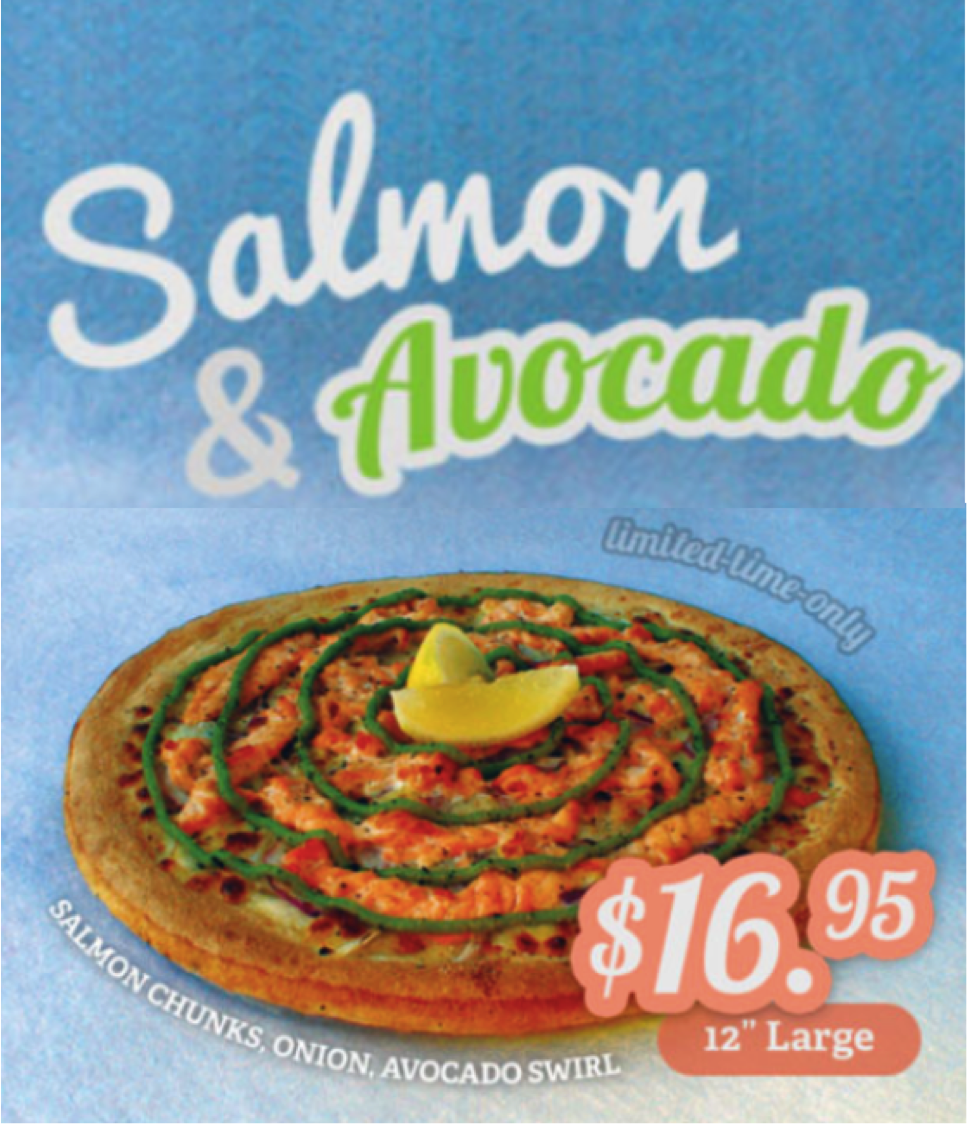 Salmon
& Avocado
limited-time-only
$16.95
12" Large
SALMON CHUNKS, ONION, AVOCADO SWIRL